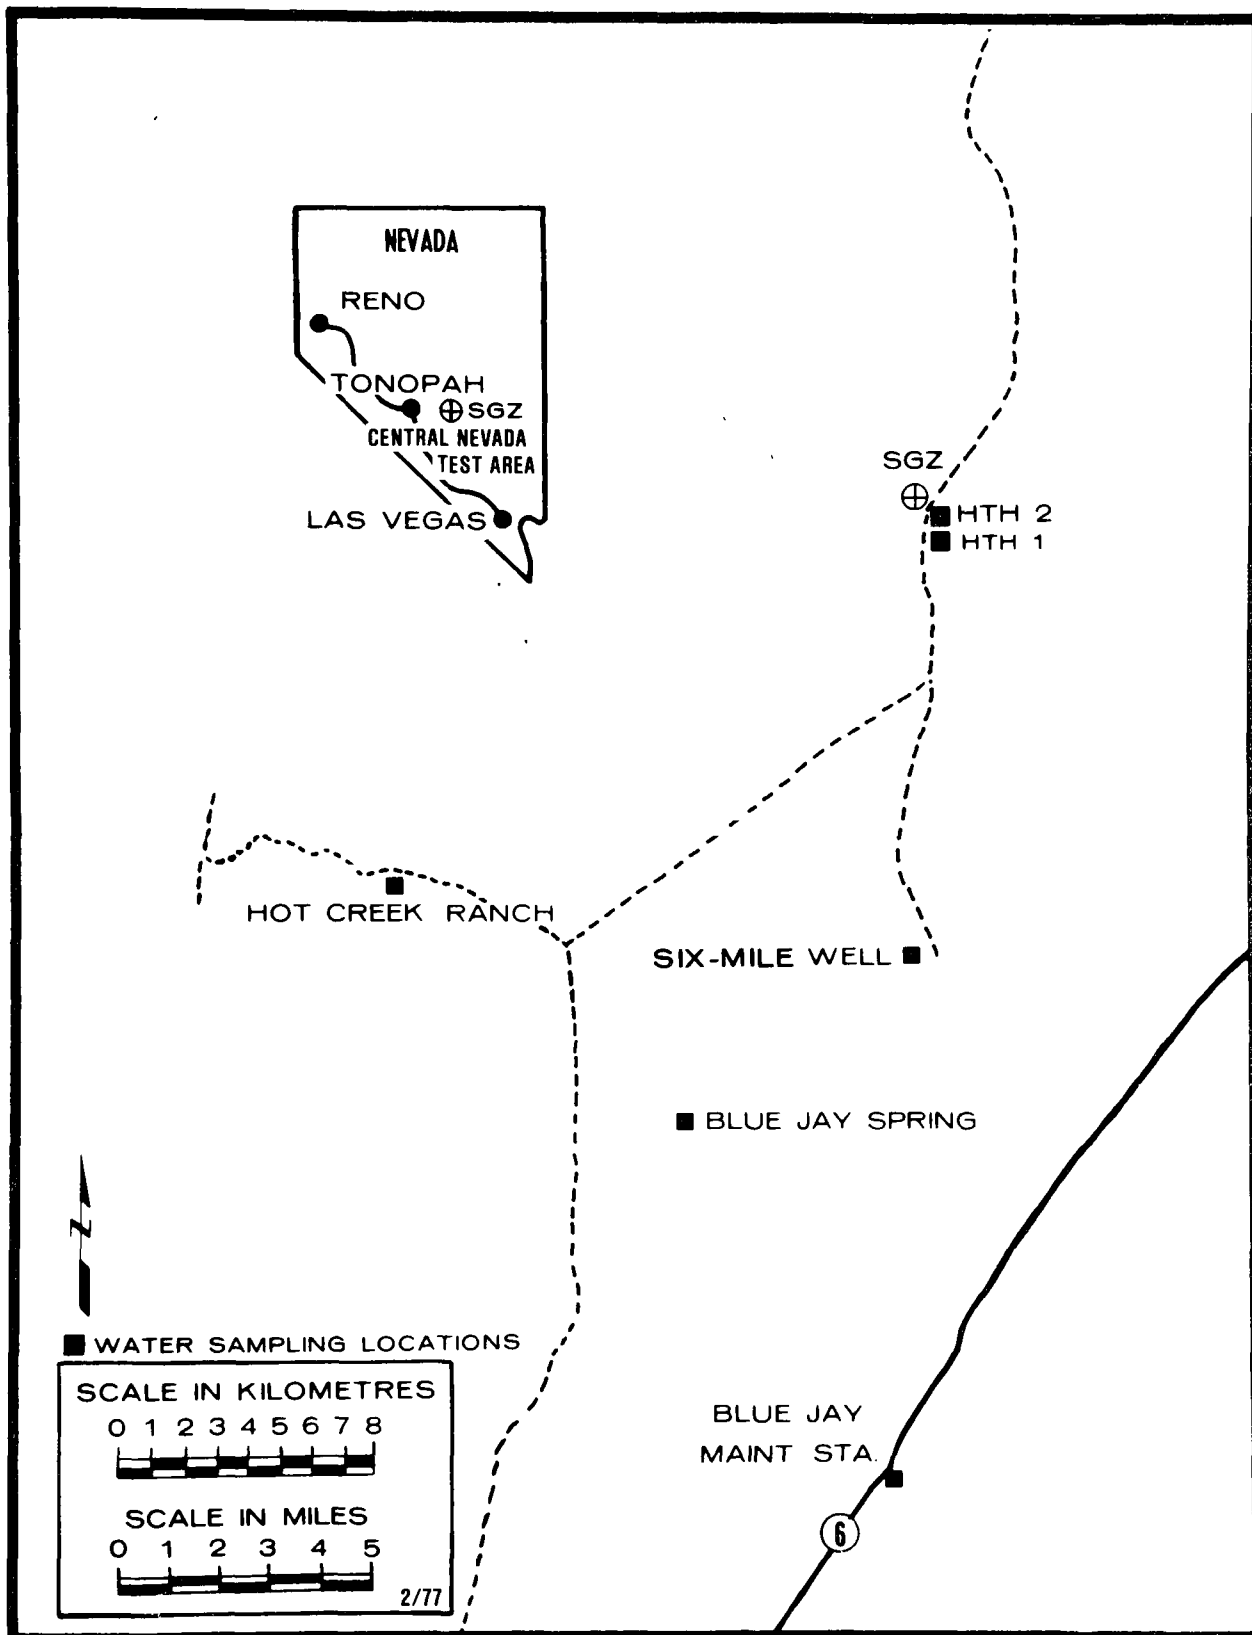 NEVADA
RENO
TONOPAH
SGZ
CENTRAL NEVADA
TEST AREA
LAS VEGAS
SGZ
HTH 2
HTH 1
HOT CREEK RANCH
SIX-MILE WELL
BLUE JAY SPRING
N
WATER SAMPLING LOCATIONS
SCALE IN KILOMETRES
0 1 2 3 4 5 6 7 8
SCALE IN MILES
0 1 2 3 4 5
2/77
BLUE JAY
MAINT STA.
6